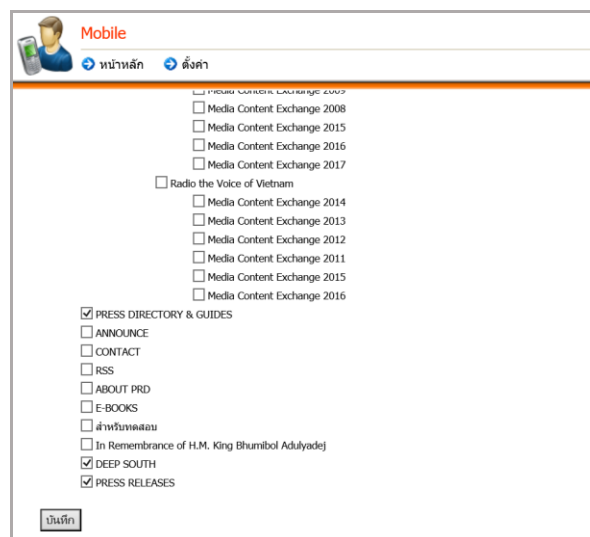 Mobile
หน้าหลัก ตั้งค่า
Media Content Exchange 2009
Media Content Exchange 2008
Media Content Exchange 2015
Media Content Exchange 2016
Media Content Exchange 2017
Radio the Voice of Vietnam
Media Content Exchange 2014
Media Content Exchange 2013
Media Content Exchange 2012
Media Content Exchange 2011
Media Content Exchange 2015
Media Content Exchange 2016
PRESS DIRECTORY & GUIDES
ANNOUNCE
CONTACT
RSS
ABOUT PRD
E-BOOKS
สำหรับทดสอบ
In Remembrance of H.M. King Bhumibol Adulyadej
DEEP SOUTH
PRESS RELEASES
บันทึก